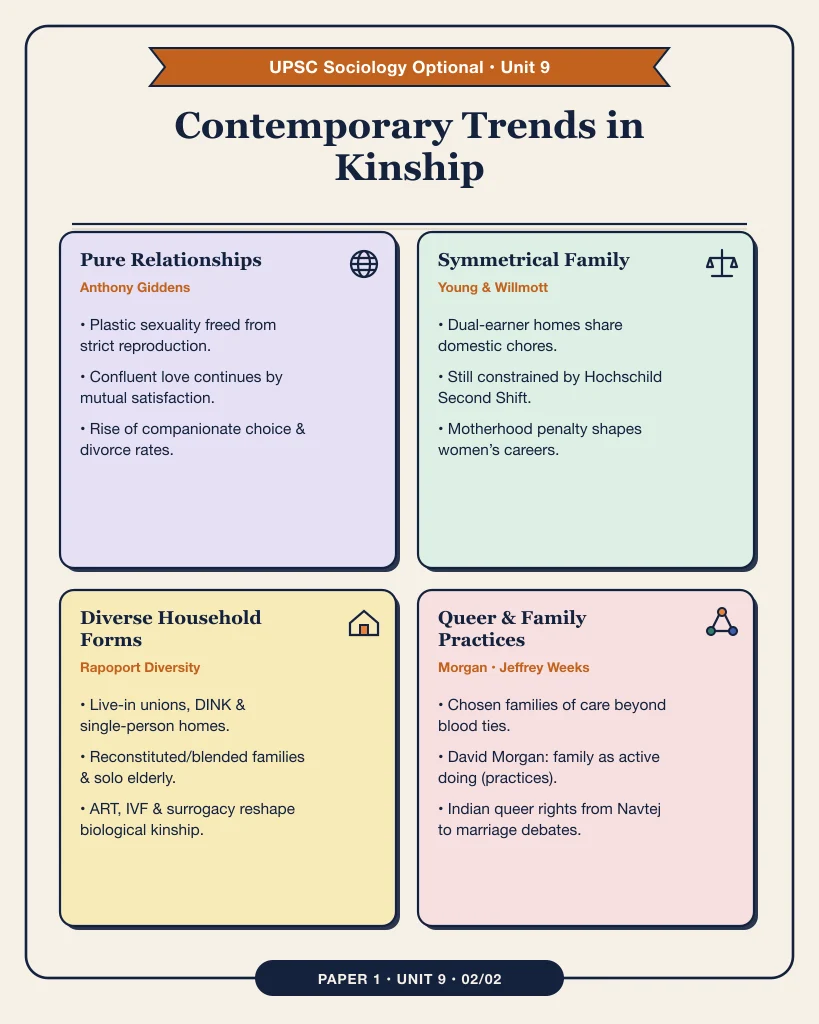 UPSC Sociology Optional • Unit 9
Contemporary Trends in
Kinship
Pure Relationships
Anthony Giddens
• Plastic sexuality freed from
strict reproduction.
• Confluent love continues by
mutual satisfaction.
• Rise of companionate choice &
divorce rates.
Symmetrical Family
Young & Willmott
• Dual-earner homes share
domestic chores.
• Still constrained by Hochschild
Second Shift.
• Motherhood penalty shapes
women’s careers.
Diverse Household
Forms
Rapoport Diversity
• Live-in unions, DINK &
single-person homes.
• Reconstituted/blended families
& solo elderly.
• ART, IVF & surrogacy reshape
biological kinship.
Queer & Family
Practices
Morgan • Jeffrey Weeks
• Chosen families of care beyond
blood ties.
• David Morgan: family as active
doing (practices).
• Indian queer rights from Navtej
to marriage debates.
PAPER 1 • UNIT 9 • 02/02